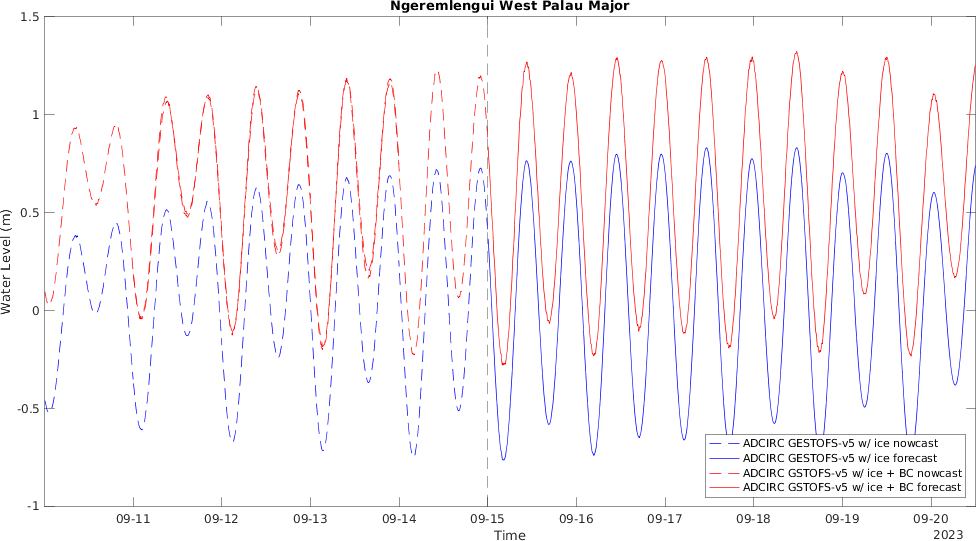 Ngeremlengui West Palau Major
1.5
1
0.5
0
-0.5
-1
Water Level (m)
ADCIRC GESTOFS-v5 w/ ice nowcast
ADCIRC GESTOFS-v5 w/ ice forecast
ADCIRC GSTOFS-v5 w/ ice + BC nowcast
ADCIRC GSTOFS-v5 w/ ice + BC forecast
09-11 09-12 09-13 09-14 09-15 09-16 09-17 09-18 09-19 09-20
Time
2023